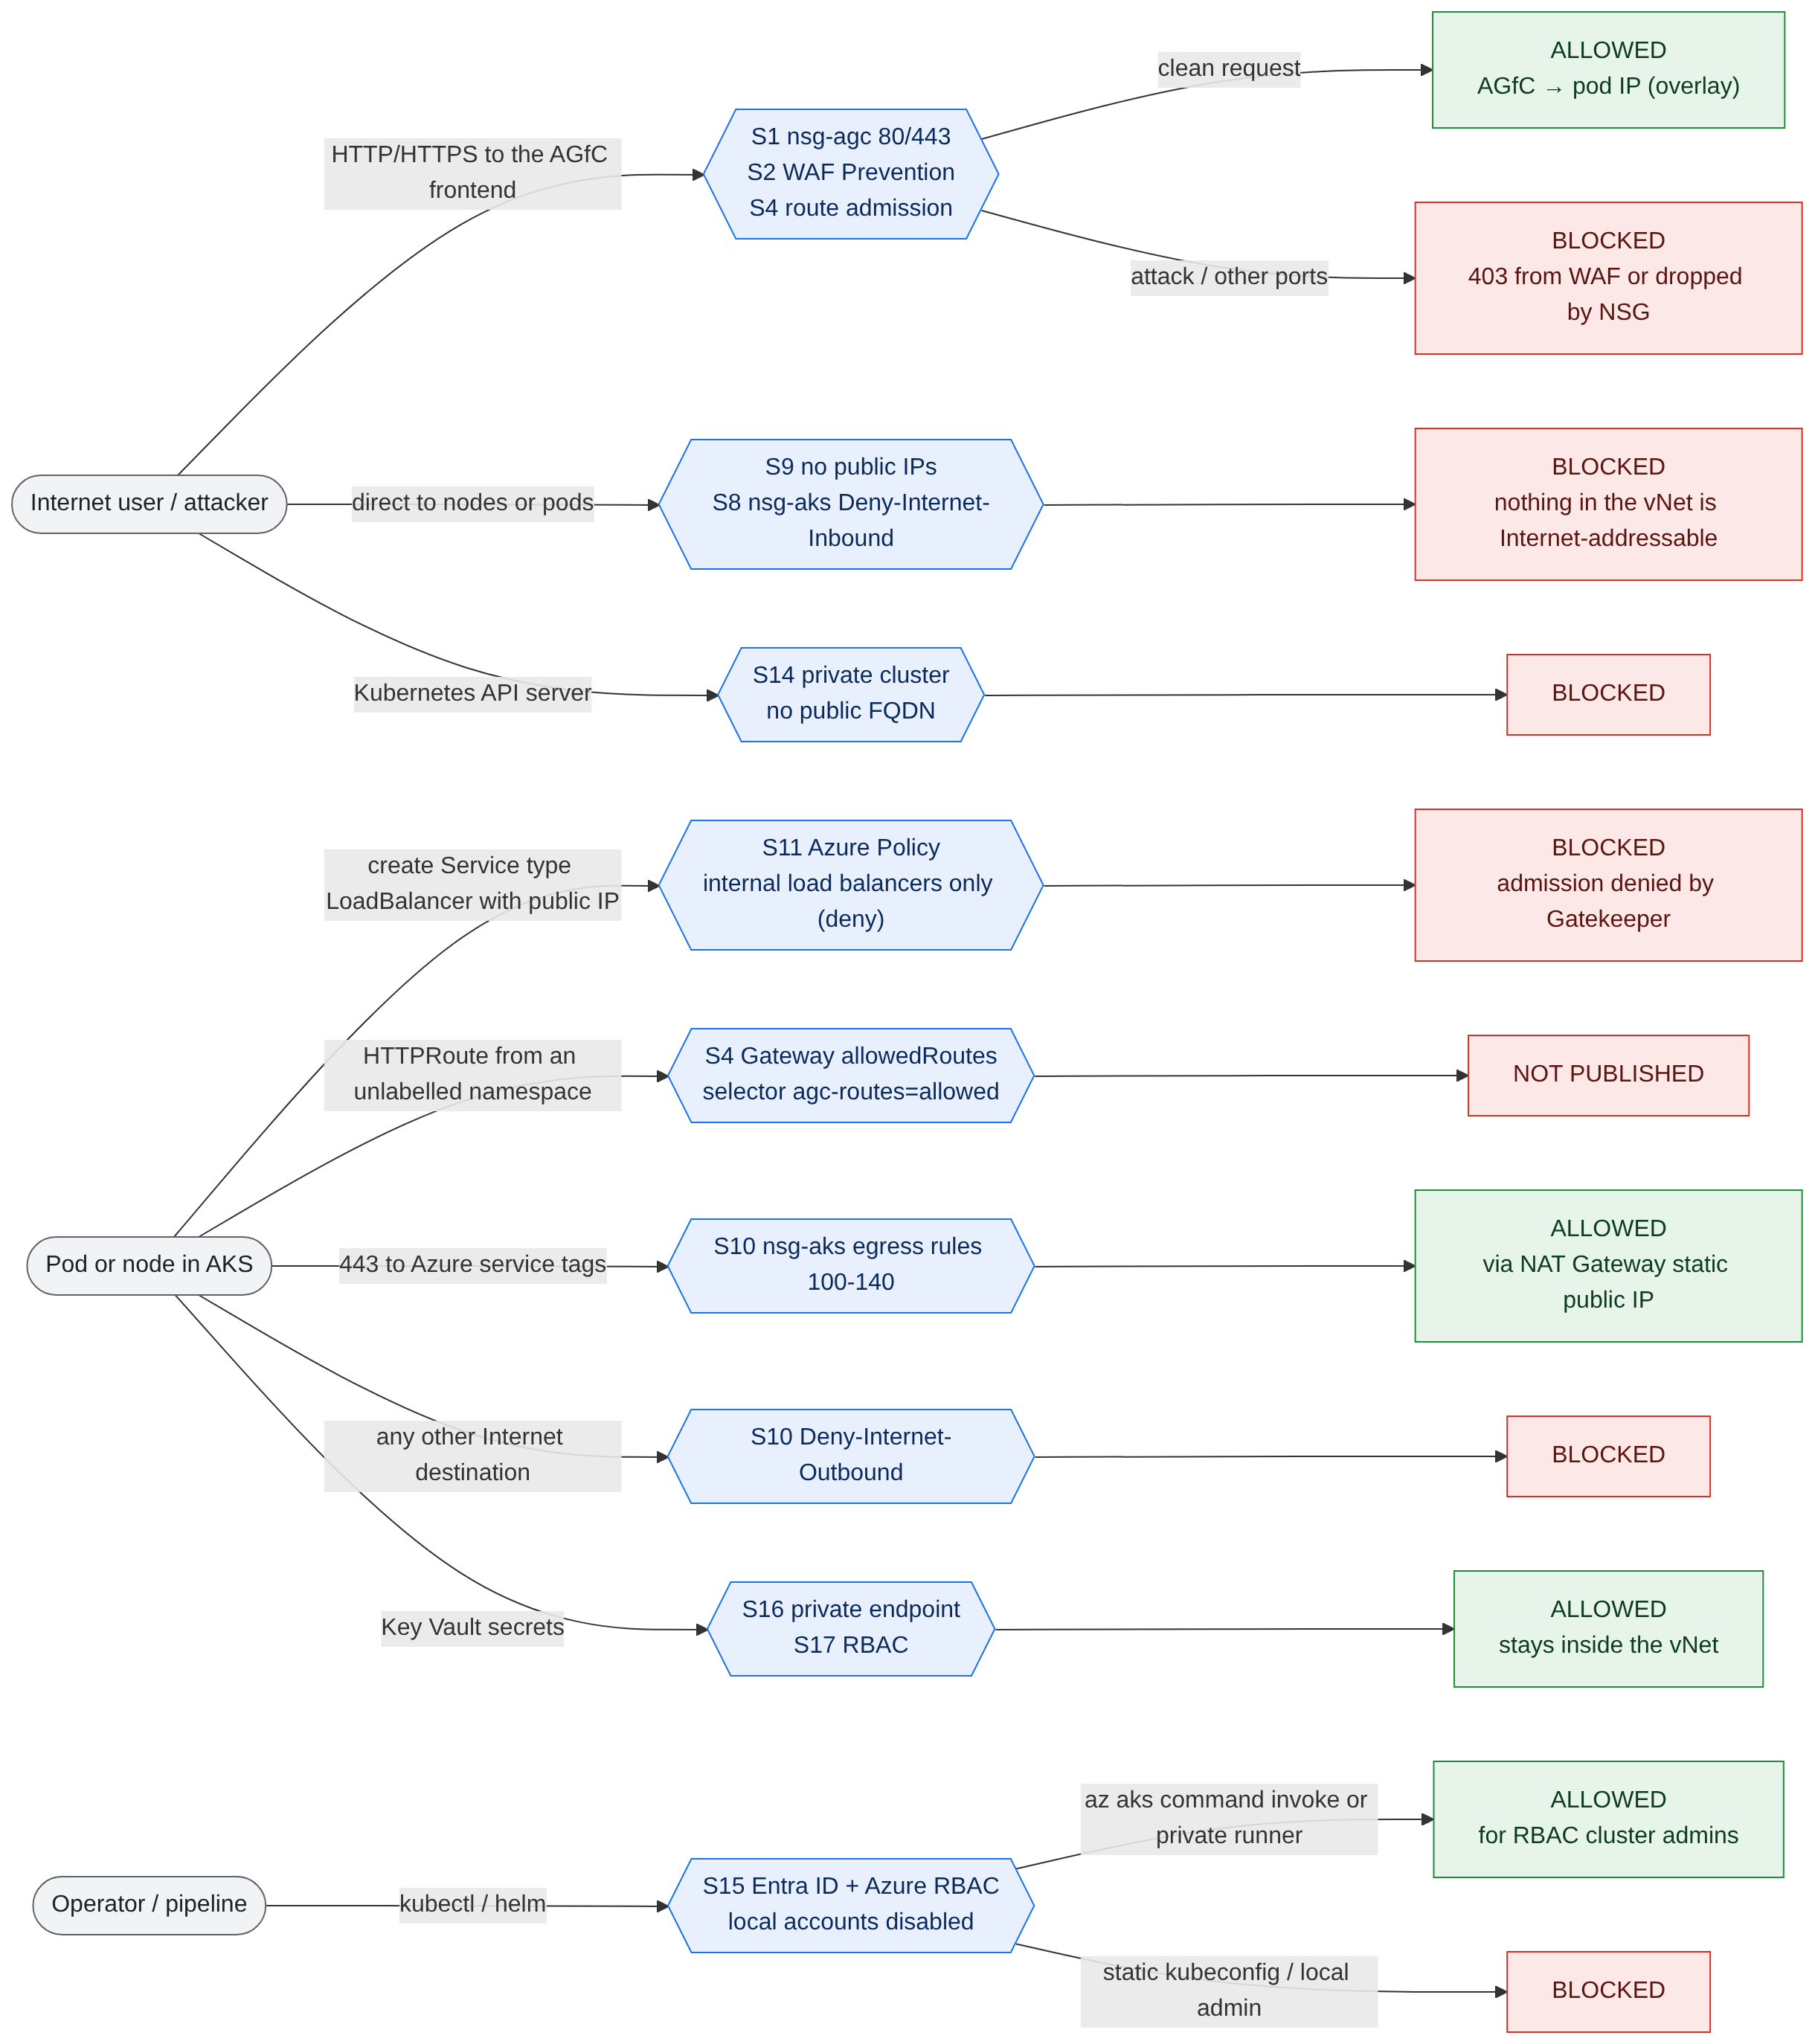 clean request
ALLOWED
AGfC → pod IP (overlay)
HTTP/HTTPS to the AGfC
frontend
S1 nsg-agc 80/443
S2 WAF Prevention
S4 route admission
attack / other ports
BLOCKED
403 from WAF or dropped
by NSG
Internet user / attacker
direct to nodes or pods
S9 no public IPs
S8 nsg-aks Deny-Internet-
Inbound
BLOCKED
nothing in the vNet is
Internet-addressable
Kubernetes API server
S14 private cluster
no public FQDN
BLOCKED
create Service type
LoadBalancer with public IP
S11 Azure Policy
internal load balancers only
(deny)
BLOCKED
admission denied by
Gatekeeper
HTTPRoute from an
unlabelled namespace
S4 Gateway allowedRoutes
selector agc-routes=allowed
NOT PUBLISHED
Pod or node in AKS
443 to Azure service tags
S10 nsg-aks egress rules
100-140
ALLOWED
via NAT Gateway static
public IP
any other Internet
destination
S10 Deny-Internet-
Outbound
BLOCKED
Key Vault secrets
S16 private endpoint
S17 RBAC
ALLOWED
stays inside the vNet
Operator / pipeline
kubectl / helm
S15 Entra ID + Azure RBAC
local accounts disabled
az aks command invoke or
private runner
ALLOWED
for RBAC cluster admins
static kubeconfig / local
admin
BLOCKED